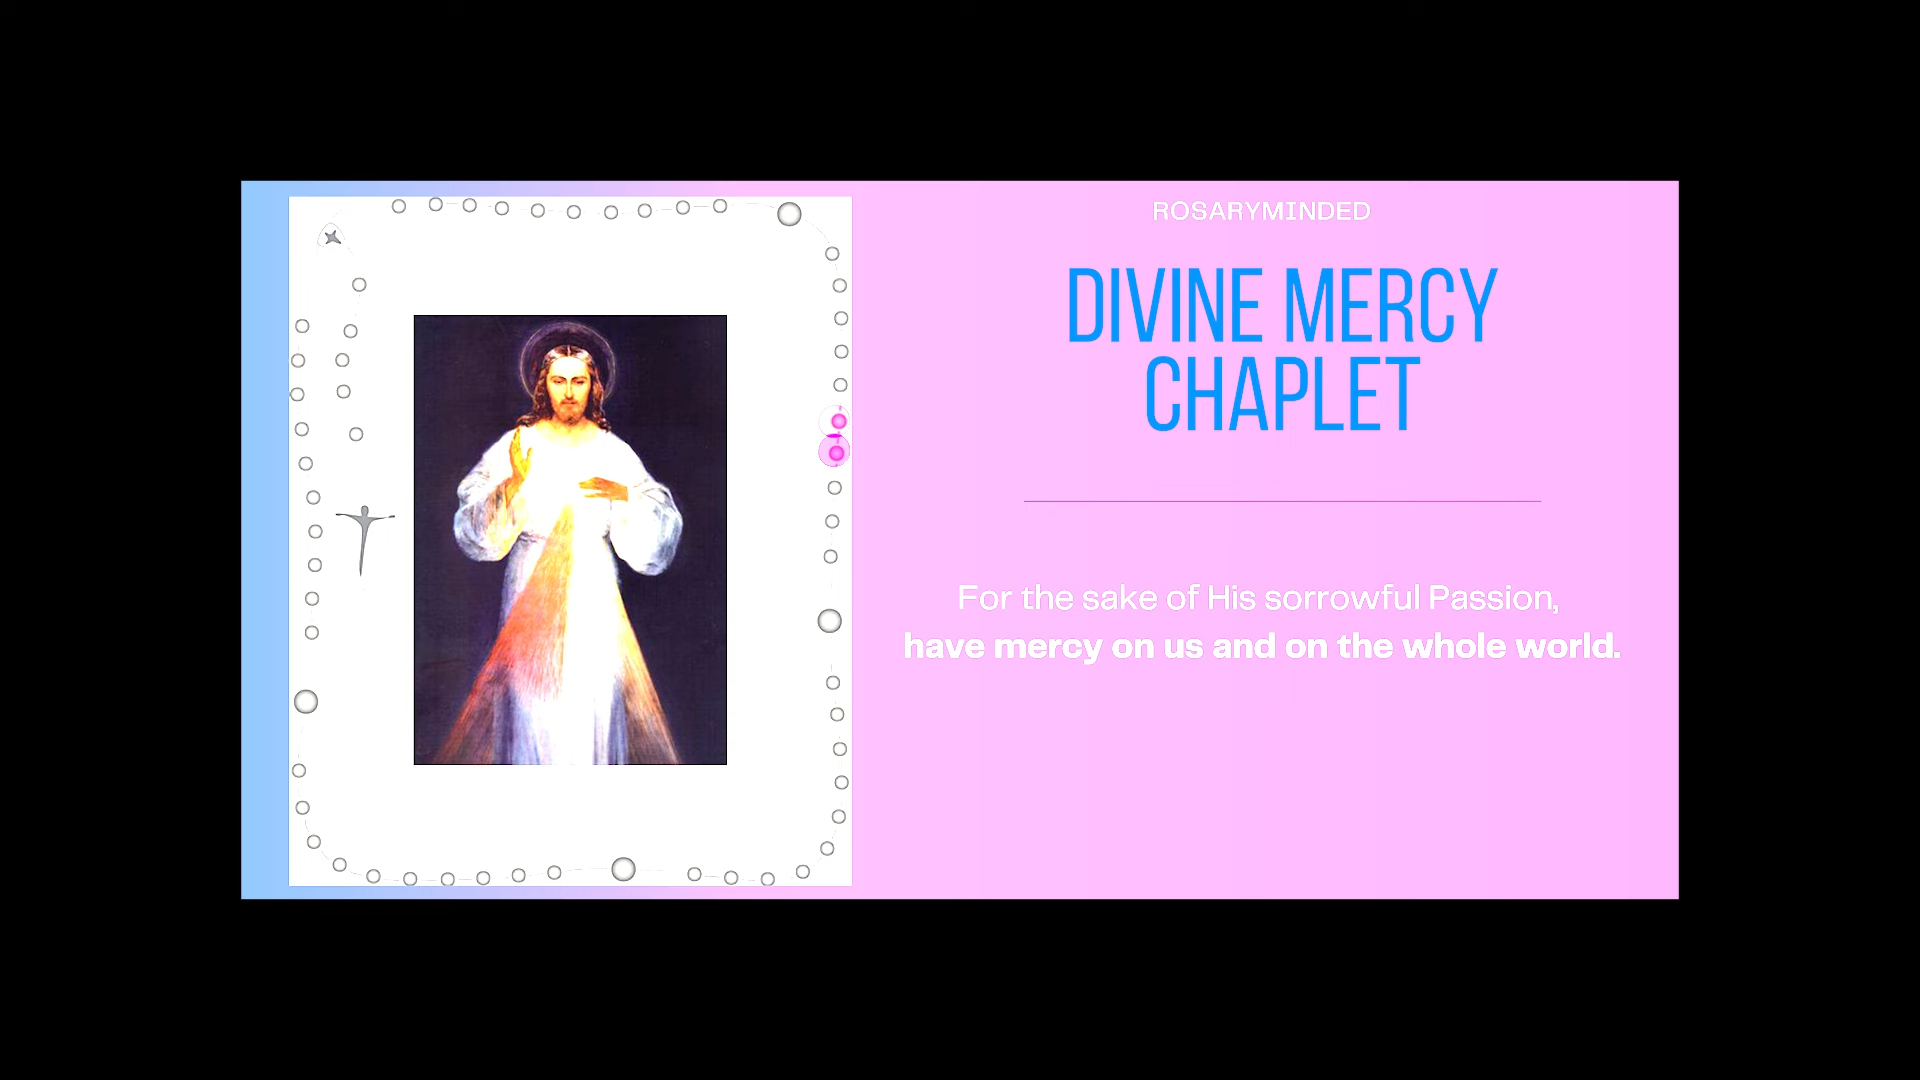 ROSARYMINDED
DIVINE MERCY
CHAPLET
For the sake of His sorrowful Passion,
have mercy on us and on the whole world.